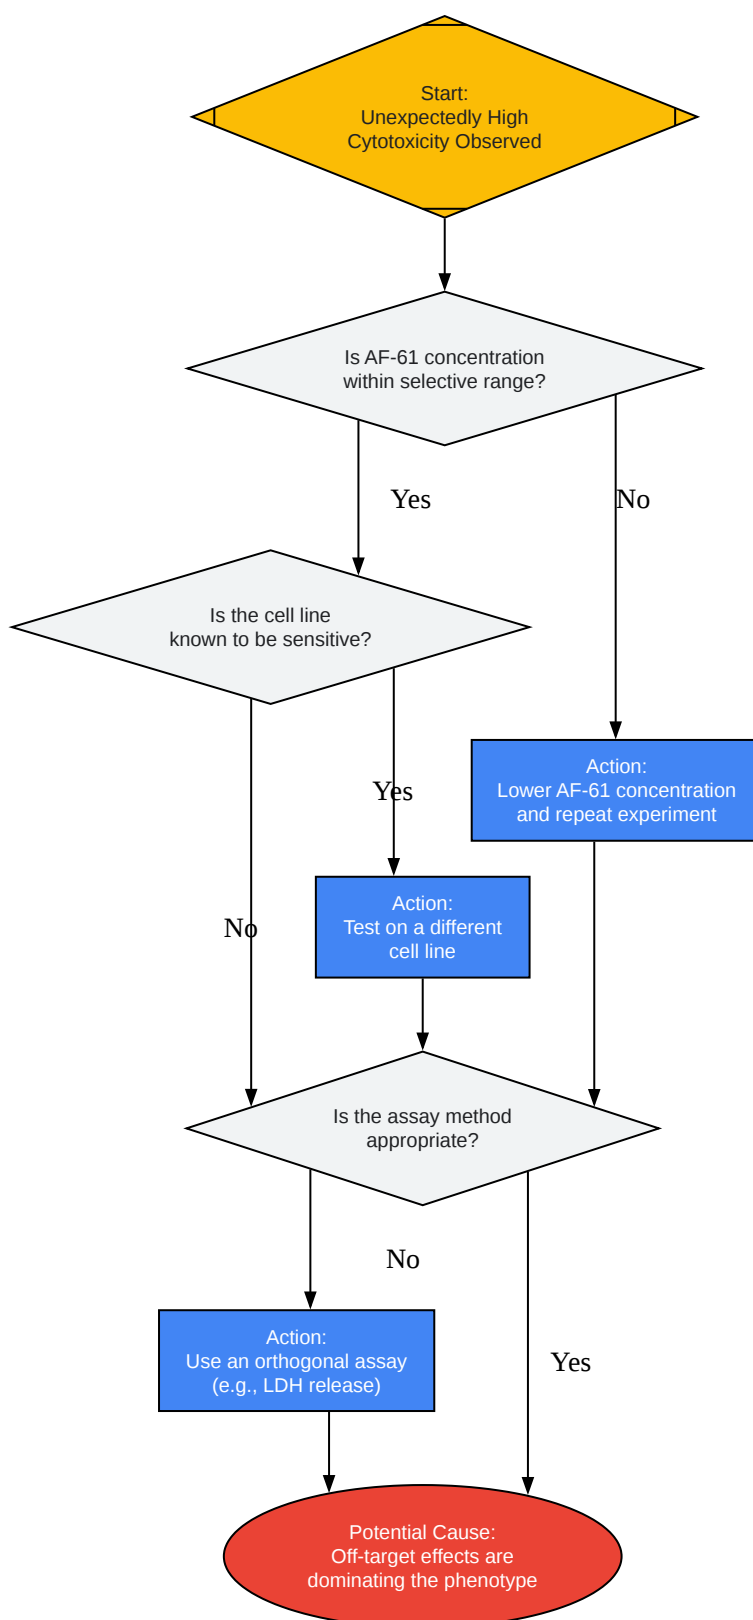 Start:
Unexpectedly High
Cytotoxicity Observed
Is AF-61 concentration
within selective range?
Yes
No
Is the cell line
known to be sensitive?
Action:
Lower AF-61 concentration
and repeat experiment
Yes
No
Action:
Test on a different
cell line
Is the assay method
appropriate?
No
Yes
Action:
Use an orthogonal assay
(e.g., LDH release)
Potential Cause:
Off-target effects are
dominating the phenotype